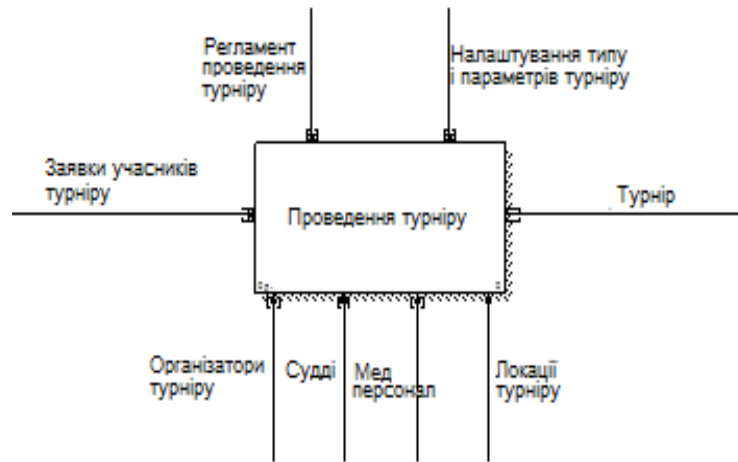 Регламент
проведення
турніру
Налаштування типу
і параметрів турніру
Заявки учасників
турніру
Проведення турніру
Турнір
Організатори
турніру
Судді
Мед
персонал
Локації
турніру